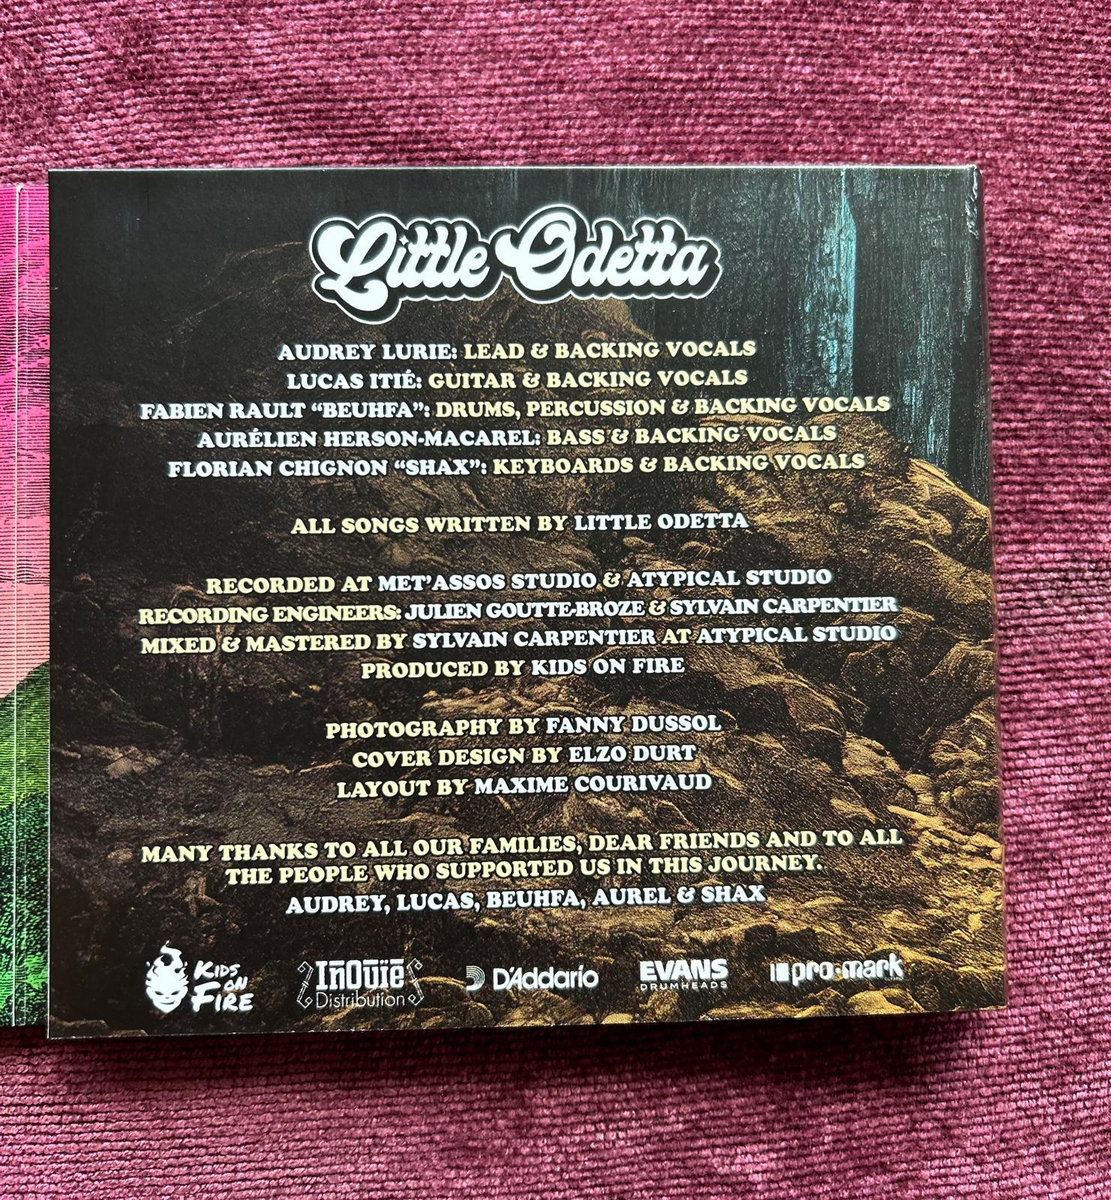 Little Odetta
AUDREY LURIE: LEAD & BACKING VOCALS
LUCAS ITIÉ: GUITAR & BACKING VOCALS
FABIEN RAULT “BEUHFA”: DRUMS, PERCUSSION & BACKING VOCALS
AURÉLIEN HERSON-MACAREL: BASS & BACKING VOCALS
FLORIAN CHIGNON “SHAX”: KEYBOARDS & BACKING VOCALS
ALL SONGS WRITTEN BY LITTLE ODETTA
RECORDED AT MET’ASSOS STUDIO & ATYPICAL STUDIO
RECORDING ENGINEERS: JULIEN GOUTTE-BROZE & SYLVAIN CARPENTIER
MIXED & MASTERED BY SYLVAIN CARPENTIER AT ATYPICAL STUDIO
PRODUCED BY KIDS ON FIRE
PHOTOGRAPHY BY FANNY DUSSOL
COVER DESIGN BY ELZO DURT
LAYOUT BY MAXIME COURIVAUD
MANY THANKS TO ALL OUR FAMILIES, DEAR FRIENDS AND TO ALL
THE PEOPLE WHO SUPPORTED US IN THIS JOURNEY.
AUDREY, LUCAS, BEUHFA, AUREL & SHAX
KIDS
ON
FIRE
InOuïe
Distribution
D'Addario
EVANS
DRUMHEADS
pro·mark